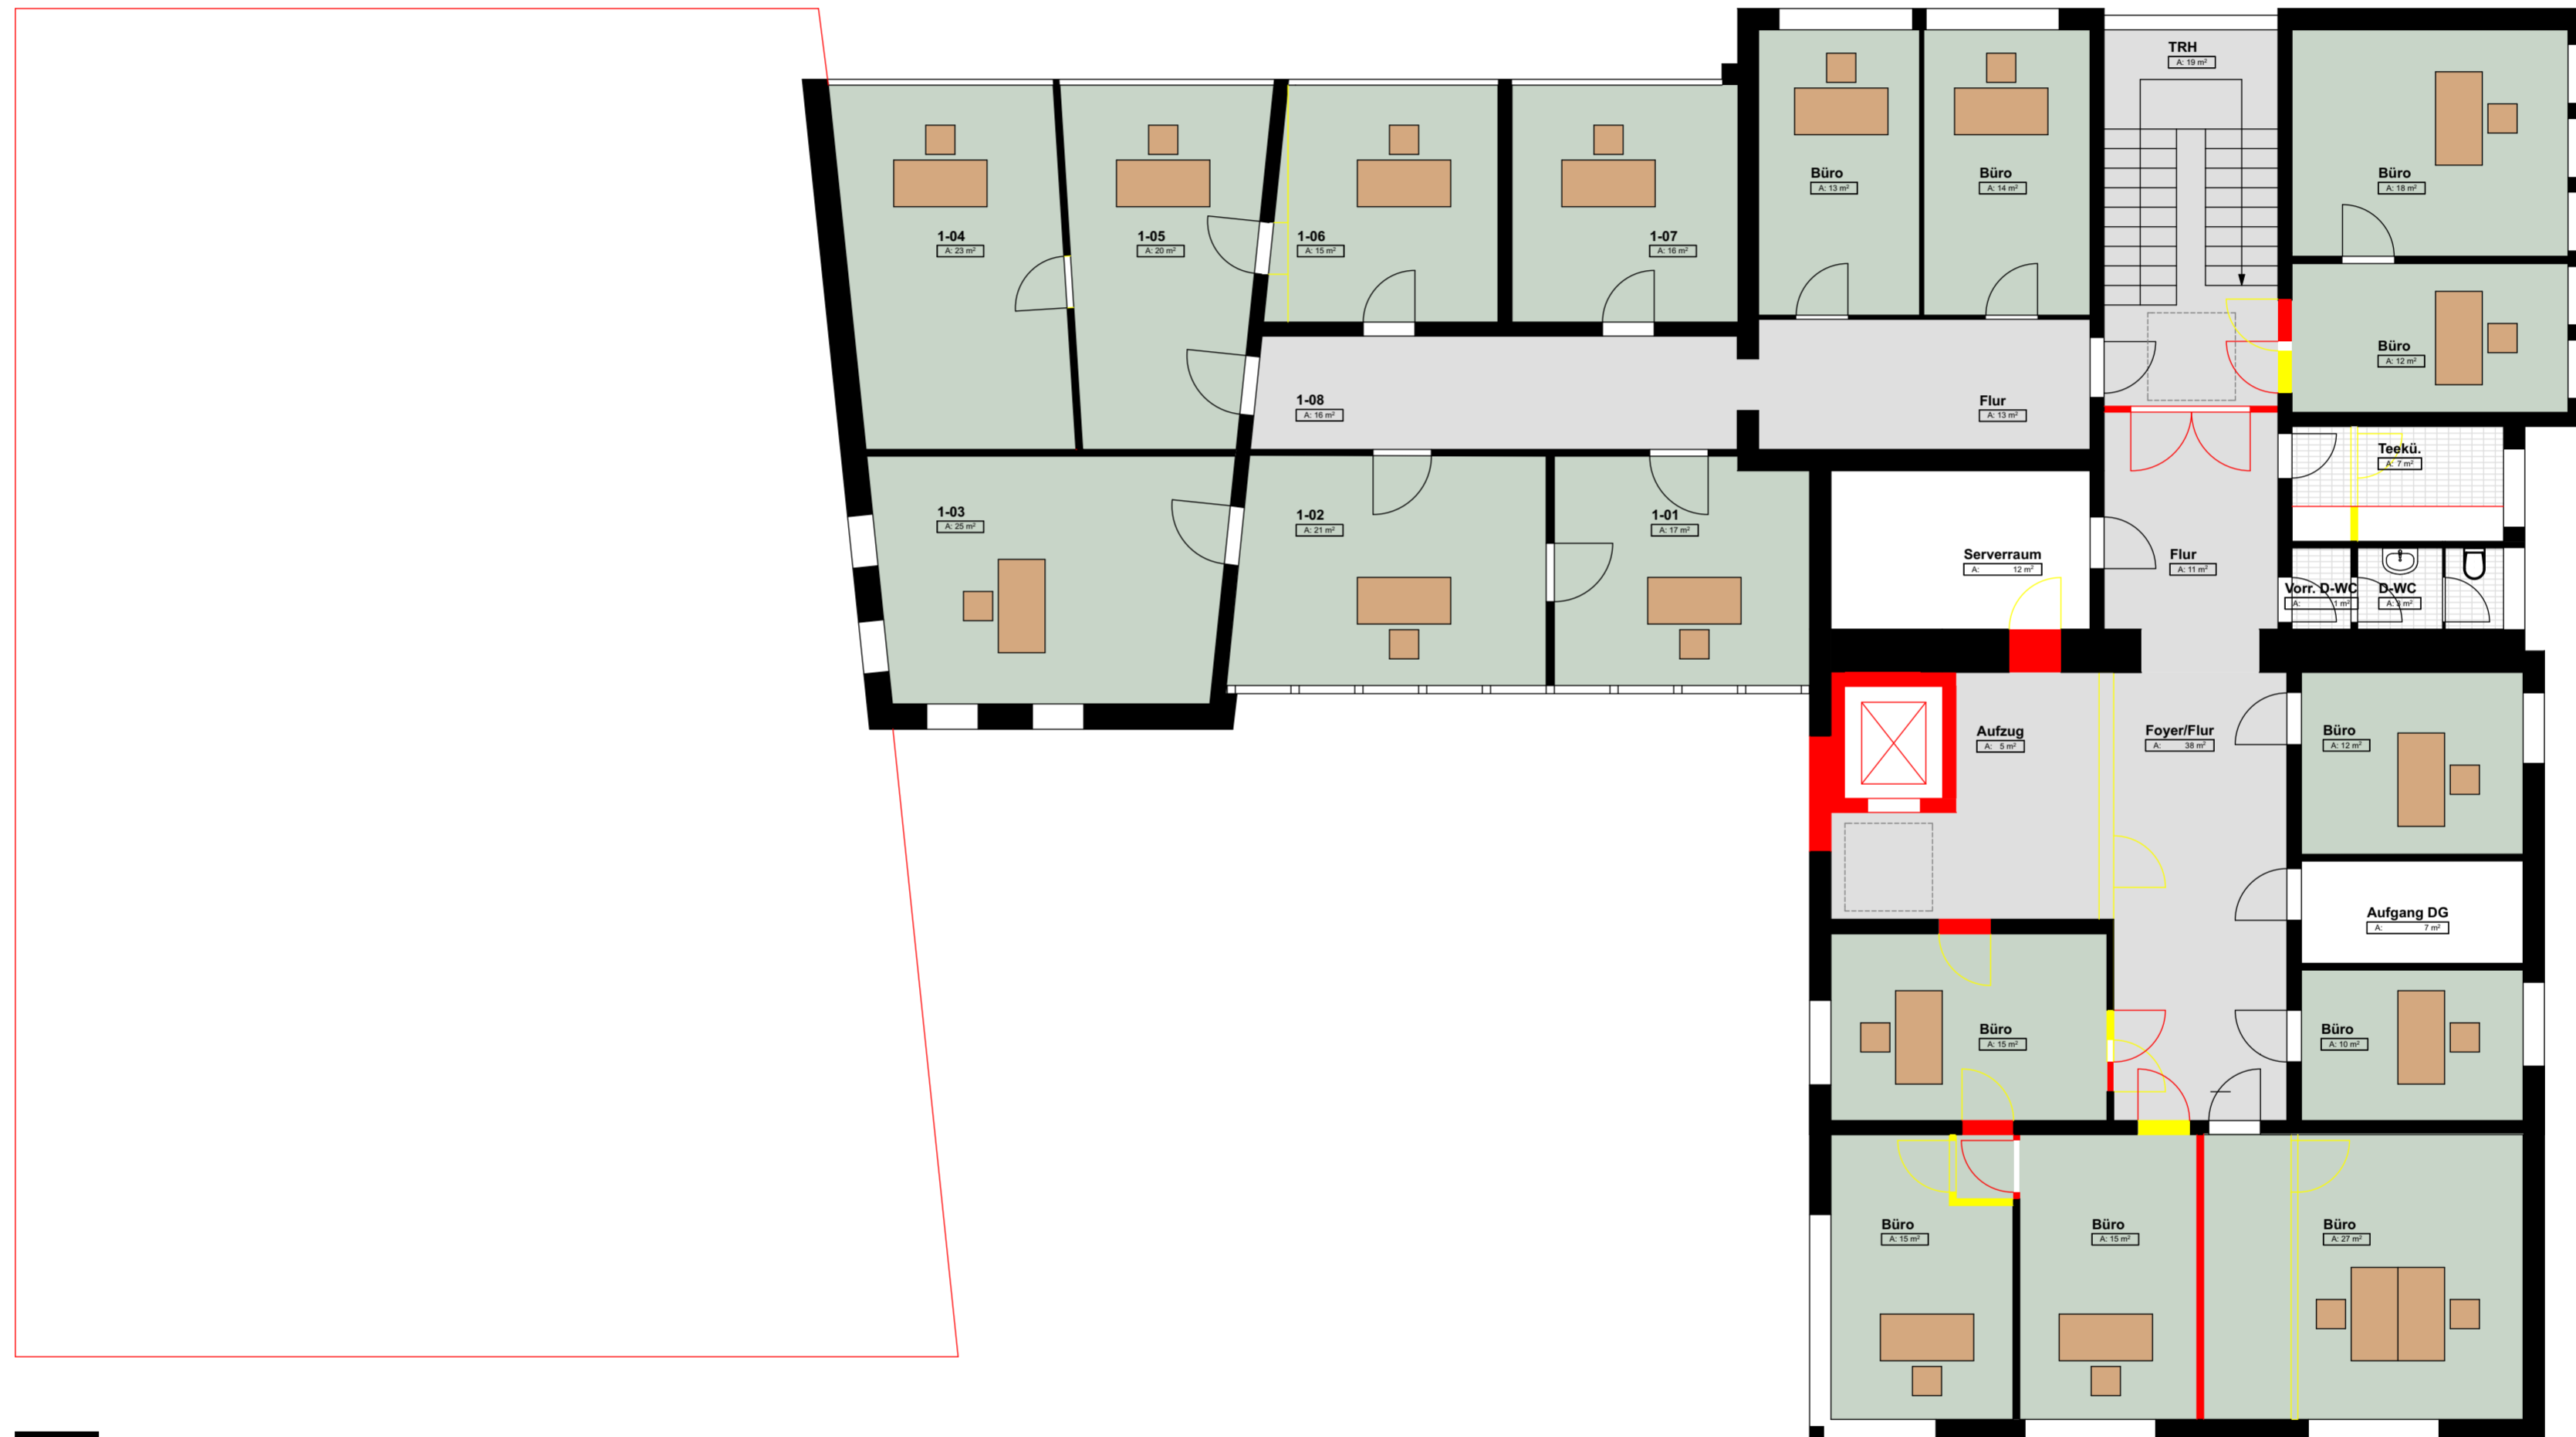 TRH
A: 19 m²
Büro
A: 13 m²
Büro
A: 14 m²
Büro
A: 18 m²
1-04
A: 23 m²
1-05
A: 20 m²
1-06
A: 15 m²
1-07
A: 16 m²
Büro
A: 12 m²
1-08
A: 16 m²
Flur
A: 13 m²
Teekü.
A: 7 m²
1-03
A: 25 m²
1-02
A: 21 m²
1-01
A: 17 m²
Serverraum
A: 12 m²
Flur
A: 11 m²
Vorr. D-WC
A: 1 m²
D-WC
A: 3 m²
Aufzug
A: 5 m²
Foyer/Flur
A: 38 m²
Büro
A: 12 m²
Aufgang DG
A: 7 m²
Büro
A: 15 m²
Büro
A: 10 m²
Büro
A: 15 m²
Büro
A: 15 m²
Büro
A: 27 m²